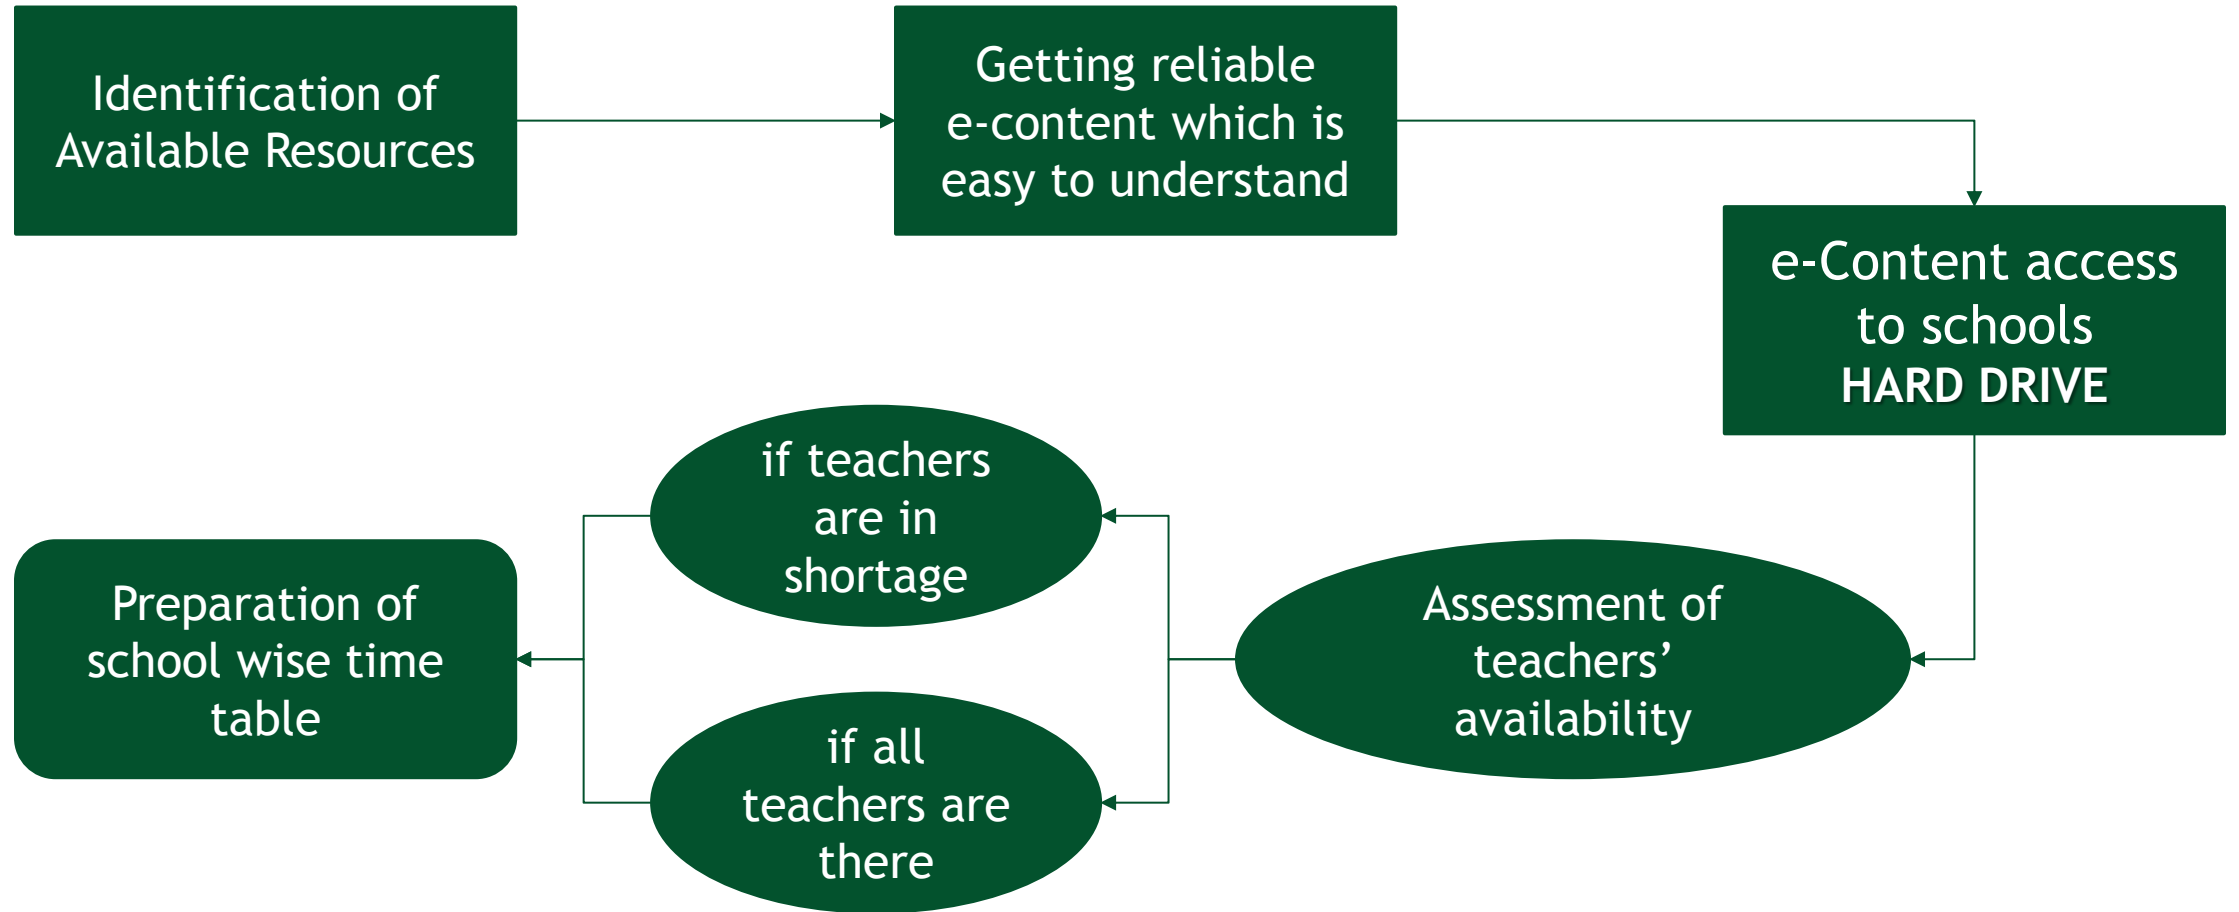 Identification of
Available Resources
Getting reliable
e-content which is
easy to understand
e-Content access
to schools
HARD DRIVE
Assessment of
teachers’
availability
if teachers
are in
shortage
if all
teachers are
there
Preparation of
school wise time
table